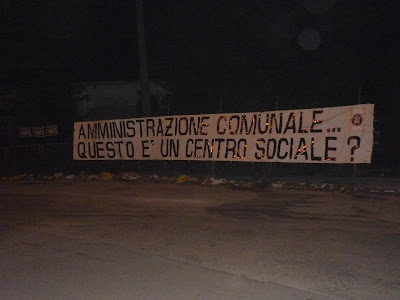 AMMINISTRAZIONE COMUNALE...
QUESTO E' UN CENTRO SOCIALE ?